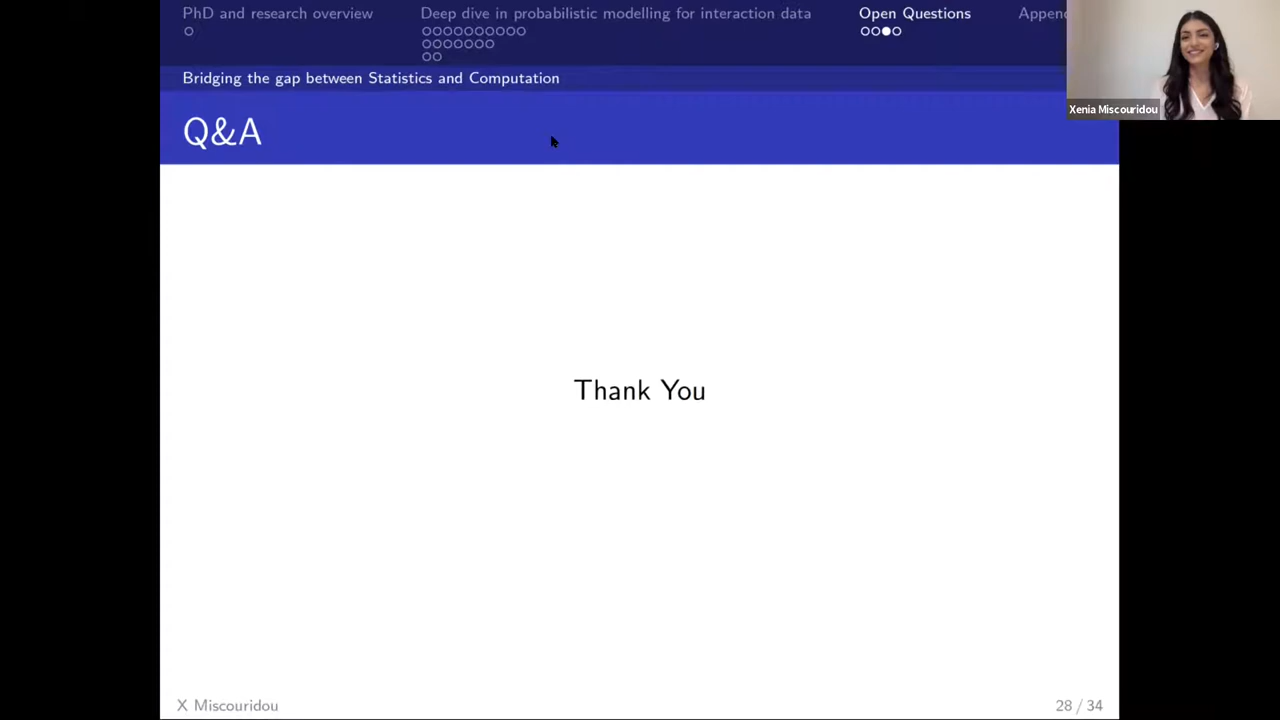 PhD and research overview
Deep dive in probabilistic modelling for interaction data
Open Questions
Xenia Miscouridou
Bridging the gap between Statistics and Computation
Q&A
Thank You
X Miscouridou
28 / 34